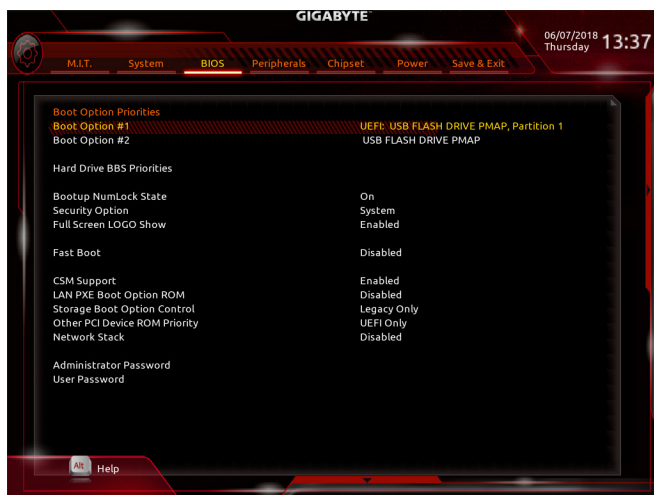 GIGABYTE™
06/07/2018 Thursday 13:37
M.I.T. System BIOS Peripherals Chipset Power Save & Exit
Boot Option Priorities
Boot Option #1 UEFI: USB FLASH DRIVE PMAP, Partition 1
Boot Option #2 USB FLASH DRIVE PMAP
Hard Drive BBS Priorities
Bootup NumLock State On
Security Option System
Full Screen LOGO Show Enabled
Fast Boot Disabled
CSM Support Enabled
LAN PXE Boot Option ROM Disabled
Storage Boot Option Control Legacy Only
Other PCI Device ROM Priority UEFI Only
Network Stack Disabled
Administrator Password
User Password
Alt Help